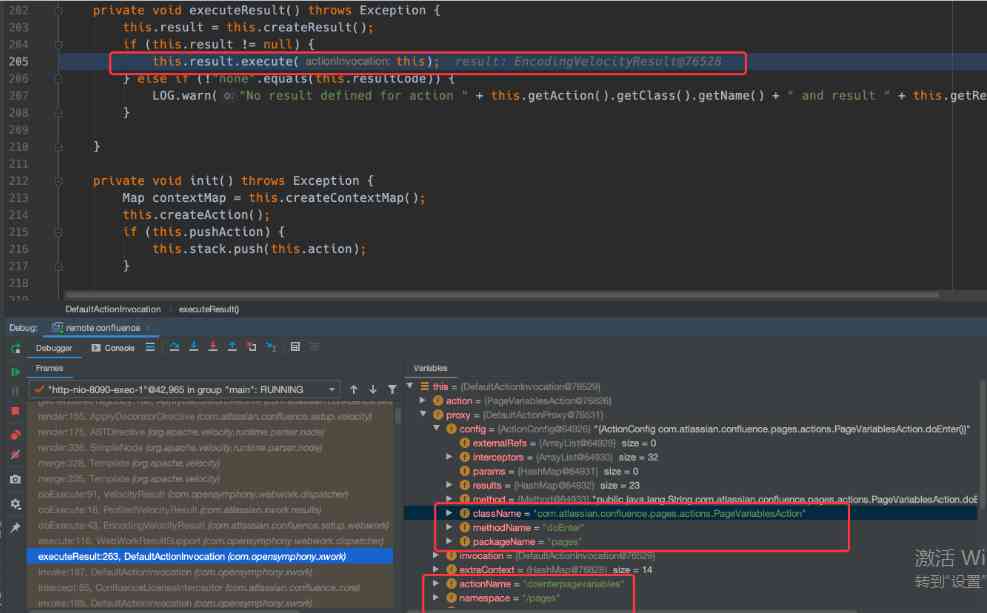 202 private void executeResult() throws Exception {
203 this.result = this.createResult();
204 if (this.result != null) {
205 this.result.execute( actionInvocation: this); result: EncodingVelocityResult@76528
206 } else if (!"none".equals(this.resultCode)) {
207 LOG.warn( o: "No result defined for action " + this.getAction().getClass().getName() + " and result " + this.getRe
208 }
209
210 }
211
212 private void init() throws Exception {
213 Map contextMap = this.createContextMap();
214 this.createAction();
215 if (this.pushAction) {
216 this.stack.push(this.action);
217 }
218
219
DefaultActionInvocation executeResult()
Debug: remote confluence
Debugger Console
Frames
"http-nio-8090-exec-1"@42,965 in group "main": RUNNING
render:165, ApplyDecoratorDirective (com.atlassian.confluence.setup.velocity)
render:175, ASTDirective (org.apache.velocity.runtime.parser.node)
render:336, SimpleNode (org.apache.velocity.runtime.parser.node)
merge:328, Template (org.apache.velocity)
merge:235, Template (org.apache.velocity)
doExecute:91, VelocityResult (com.opensymphony.webwork.dispatcher)
doExecute:16, ProfiledVelocityResult (com.atlassian.xwork.results)
doExecute:43, EncodingVelocityResult (com.atlassian.confluence.setup.webwork)
execute:116, WebWorkResultSupport (com.opensymphony.webwork.dispatcher)
executeResult:263, DefaultActionInvocation (com.opensymphony.xwork)
invoke:187, DefaultActionInvocation (com.opensymphony.xwork)
intercept:55, ConfluenceLicenseInterceptor (com.atlassian.confluence.core)
invoke:165, DefaultActionInvocation (com.opensymphony.xwork)
Variables
this = {DefaultActionInvocation@76529}
action = {PageVariablesAction@76826}
proxy = {DefaultActionProxy@76531}
config = {ActionConfig@64926} "{ActionConfig com.atlassian.confluence.pages.actions.PageVariablesAction.doEnter()}"
externalRefs = {ArrayList@64929} size = 0
interceptors = {ArrayList@64930} size = 32
params = {HashMap@64931} size = 0
results = {HashMap@64932} size = 23
method = {Method@64933} "public java.lang.String com.atlassian.confluence.pages.actions.PageVariablesAction.doE
className = "com.atlassian.confluence.pages.actions.PageVariablesAction"
methodName = "doEnter"
packageName = "pages"
invocation = {DefaultActionInvocation@76529}
extraContext = {HashMap@76828} size = 14
actionName = "doenterpagevariables"
namespace = "/pages"
激活 Wi
转到"设置"